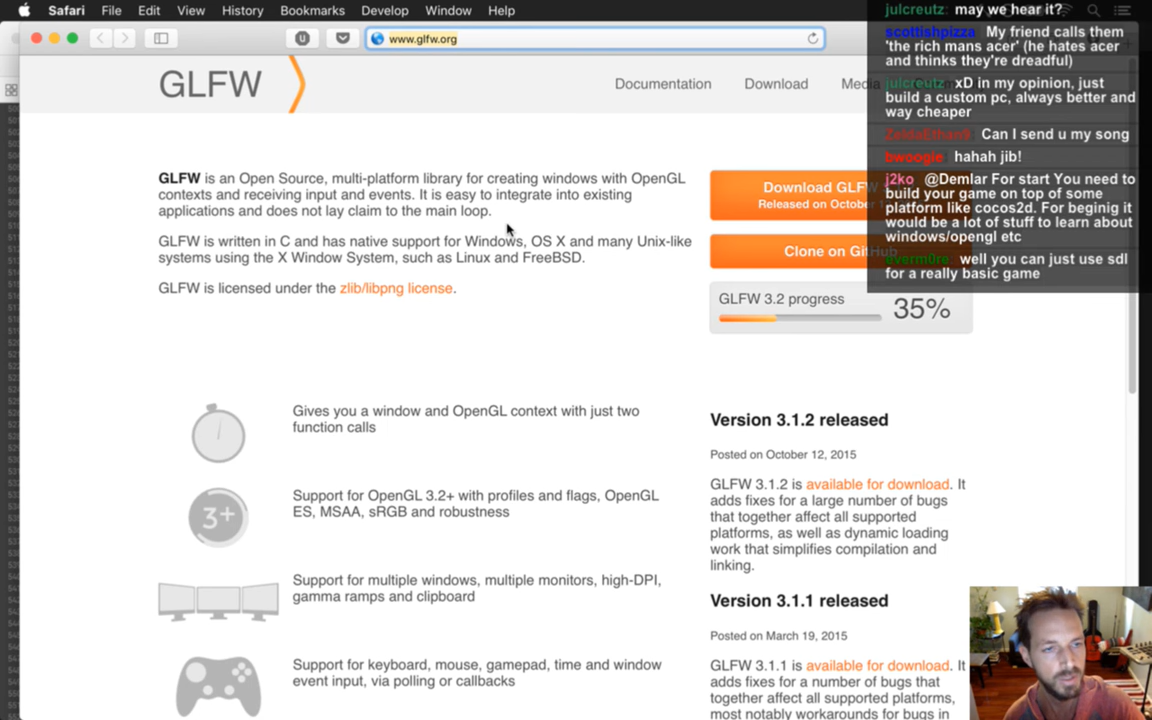 Safari File Edit View History Bookmarks Develop Window Help
www.glfw.org
GLFW
Documentation Download Media
GLFW is an Open Source, multi-platform library for creating windows with OpenGL
contexts and receiving input and events. It is easy to integrate into existing
applications and does not lay claim to the main loop.
GLFW is written in C and has native support for Windows, OS X and many Unix-like
systems using the X Window System, such as Linux and FreeBSD.
GLFW is licensed under the zlib/libpng license.
Download GLFW
Released on October
Clone on GitHub
GLFW 3.2 progress
35%
Gives you a window and OpenGL context with just two
function calls
3+
Support for OpenGL 3.2+ with profiles and flags, OpenGL
ES, MSAA, sRGB and robustness
Support for multiple windows, multiple monitors, high-DPI,
gamma ramps and clipboard
Support for keyboard, mouse, gamepad, time and window
event input, via polling or callbacks
Version 3.1.2 released
Posted on October 12, 2015
GLFW 3.1.2 is available for download. It
adds fixes for a large number of bugs
that together affect all supported
platforms, as well as dynamic loading
work that simplifies compilation and
linking.
Version 3.1.1 released
Posted on March 19, 2015
GLFW 3.1.1 is available for download. It
adds fixes for a number of bugs that
together affect all supported platforms,
most notably workarounds for bugs in
julcreutz: may we hear it?
scottishpizza: My friend calls them
'the rich mans acer' (he hates acer
and thinks they're dreadful)
julcreutz: xD in my opinion, just
build a custom pc, always better and
way cheaper
ZeldaEthan9: Can I send u my song
bwoogie: hahah jib!
j2ko: @Demlar For start You need to
build your game on top of some
platform like cocos2d. For beginig it
would be a lot of stuff to learn about
windows/opengl etc
everm0re: well you can just use sdl
for a really basic game